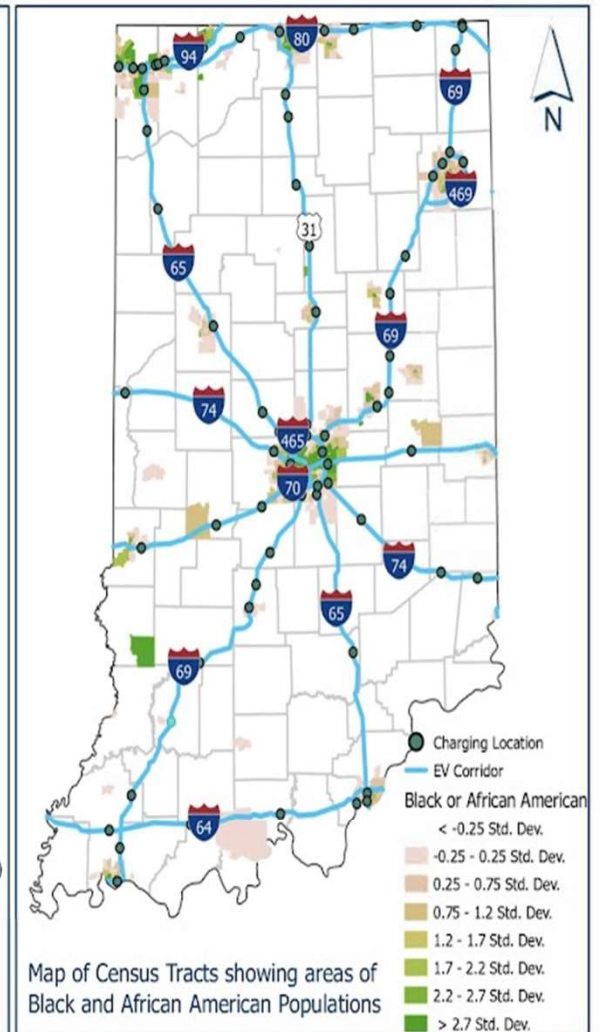 94
80
N
69
469
31
65
69
74
465
70
74
65
69
Charging Location
EV Corridor
Black or African American
64
< -0.25 Std. Dev.
-0.25 - 0.25 Std. Dev.
0.25 - 0.75 Std. Dev.
0.75 - 1.2 Std. Dev.
1.2 - 1.7 Std. Dev.
1.7 - 2.2 Std. Dev.
2.2 - 2.7 Std. Dev.
> 2.7 Std. Dev.
Map of Census Tracts showing areas of
Black and African American Populations